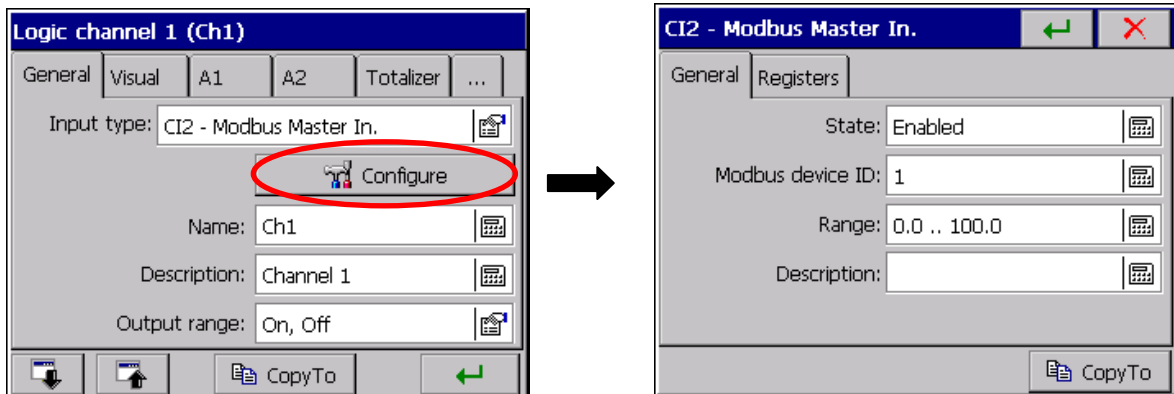 Logic channel 1 (Ch1)
General Visual A1 A2 Totalizer ...
Input type: CI2 - Modbus Master In.
Configure
Name: Ch1
Description: Channel 1
Output range: On, Off
CopyTo
CI2 - Modbus Master In.
General Registers
State: Enabled
Modbus device ID: 1
Range: 0.0 .. 100.0
Description:
CopyTo